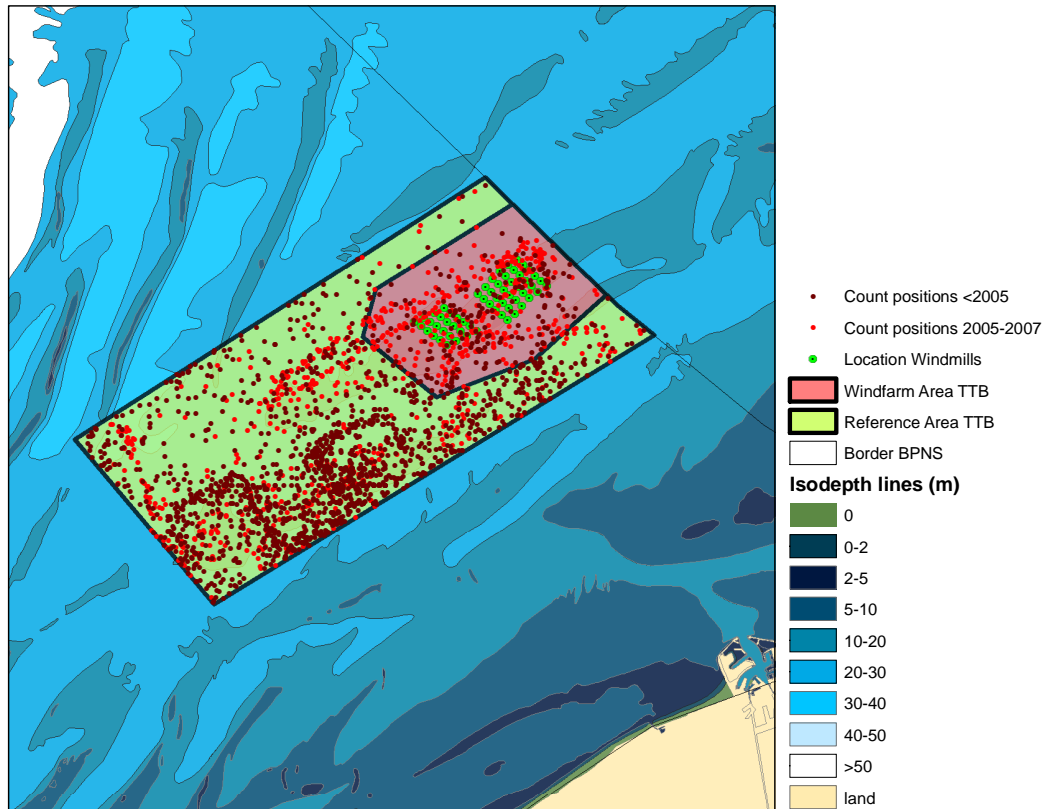 Count positions <2005
Count positions 2005-2007
Location Windmills
Windfarm Area TTB
Reference Area TTB
Border BPNS
Isodepth lines (m)
0
0-2
2-5
5-10
10-20
20-30
30-40
40-50
>50
land